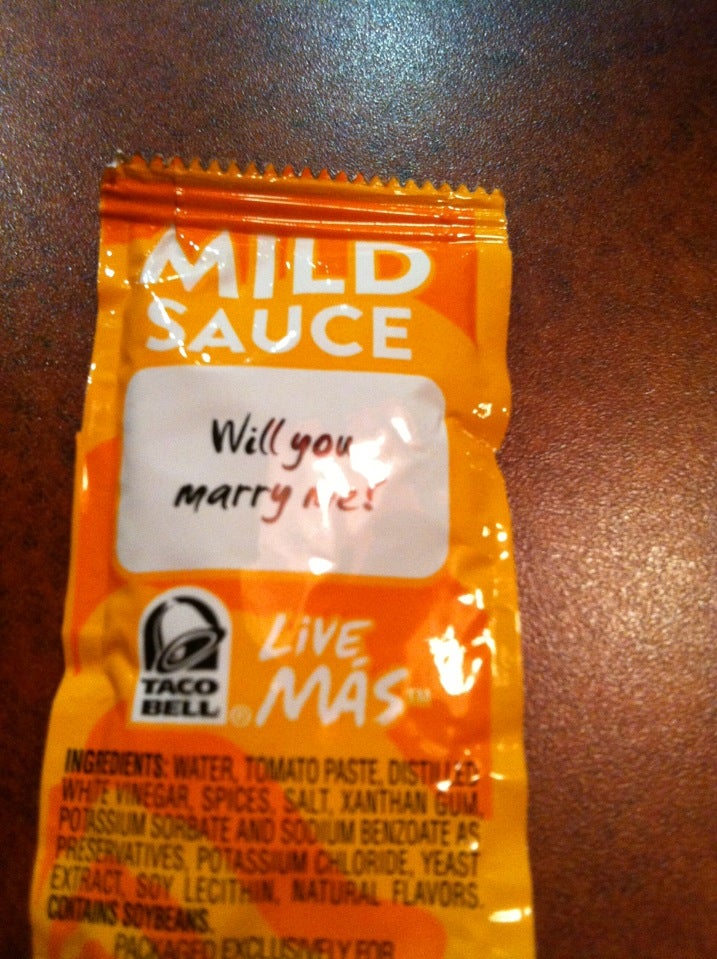 MILD
SAUCE
Will you
marry me?
LIVE
MÁS™
TACO
BELL®
INGREDIENTS: WATER, TOMATO PASTE, DISTILLED
WHITE VINEGAR, SPICES, SALT, XANTHAN GUM,
POTASSIUM SORBATE AND SODIUM BENZOATE AS
PRESERVATIVES, POTASSIUM CHLORIDE, YEAST
EXTRACT, SOY LECITHIN, NATURAL FLAVORS.
CONTAINS SOYBEANS.
PACKAGED EXCLUSIVELY FOR